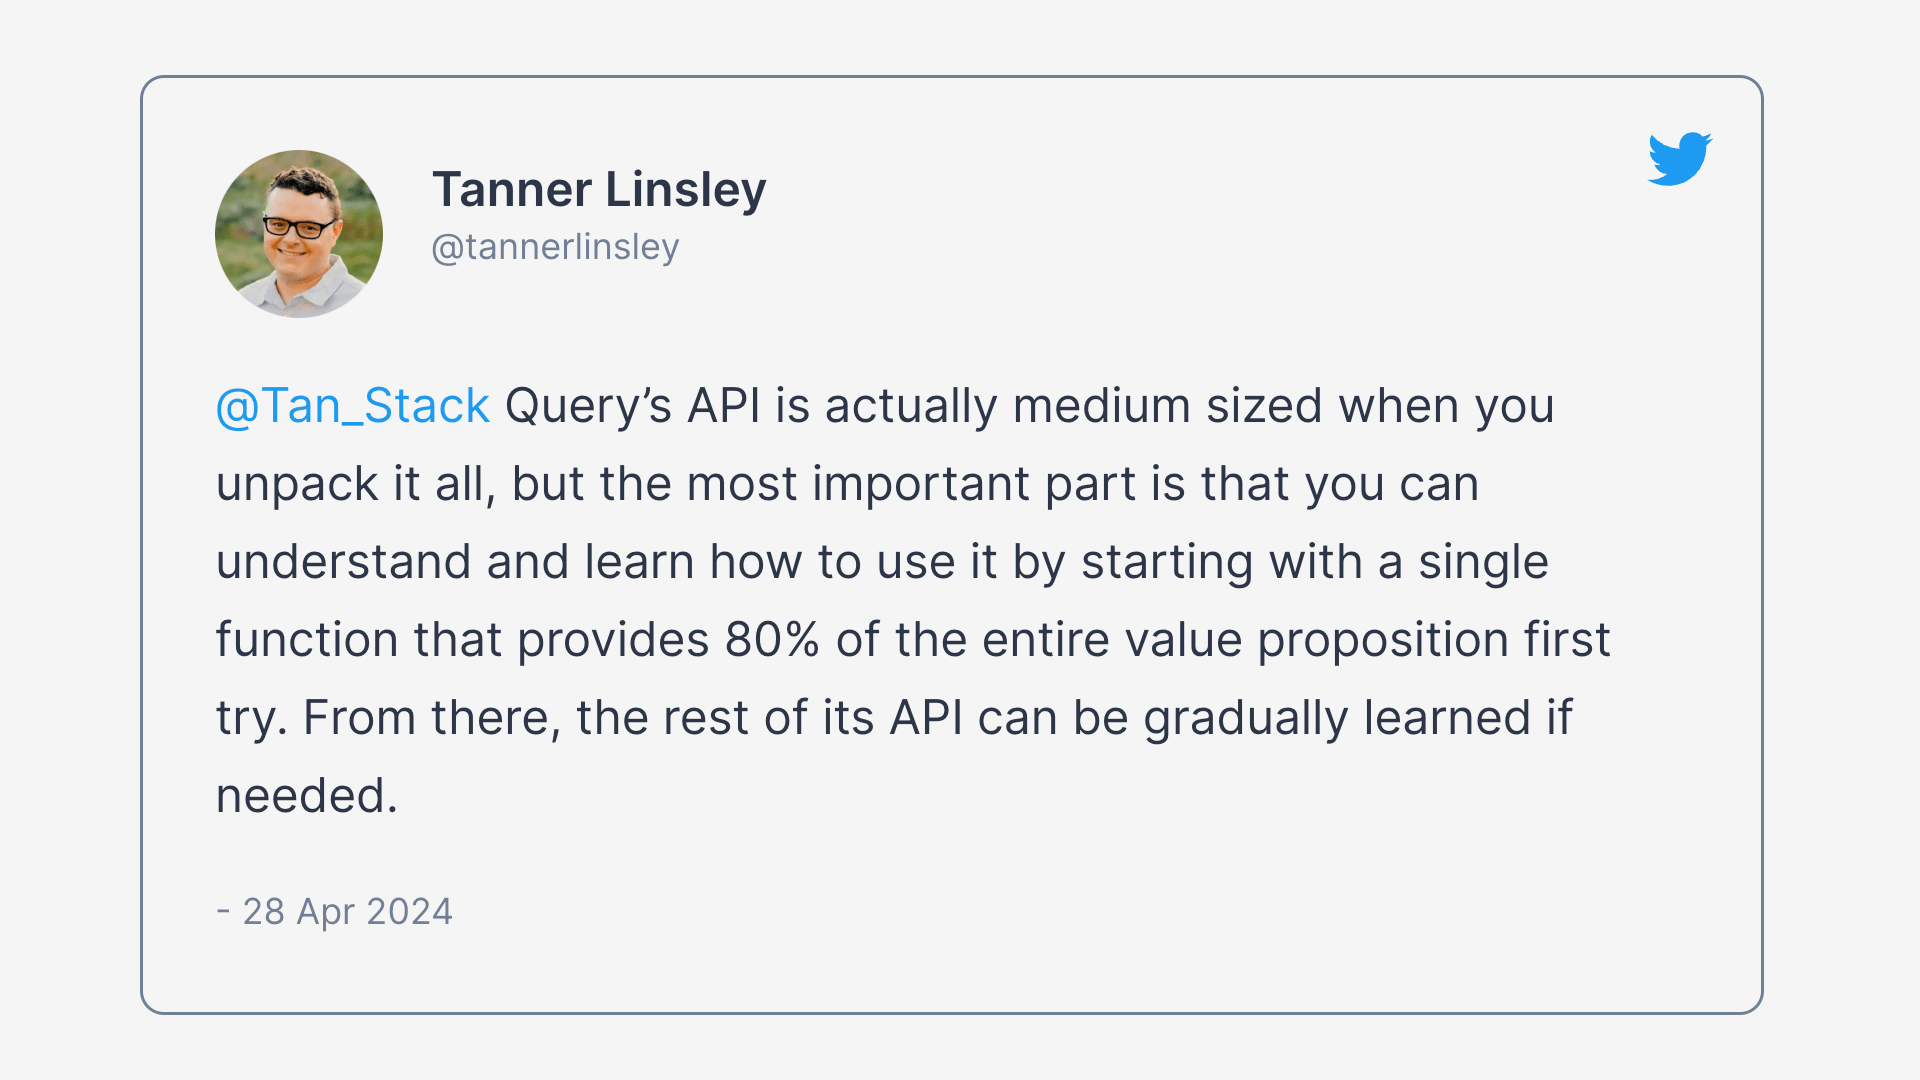 Tanner Linsley
@tannerlinsley
@Tan_Stack Query’s API is actually medium sized when you
unpack it all, but the most important part is that you can
understand and learn how to use it by starting with a single
function that provides 80% of the entire value proposition first
try. From there, the rest of its API can be gradually learned if
needed.
- 28 Apr 2024